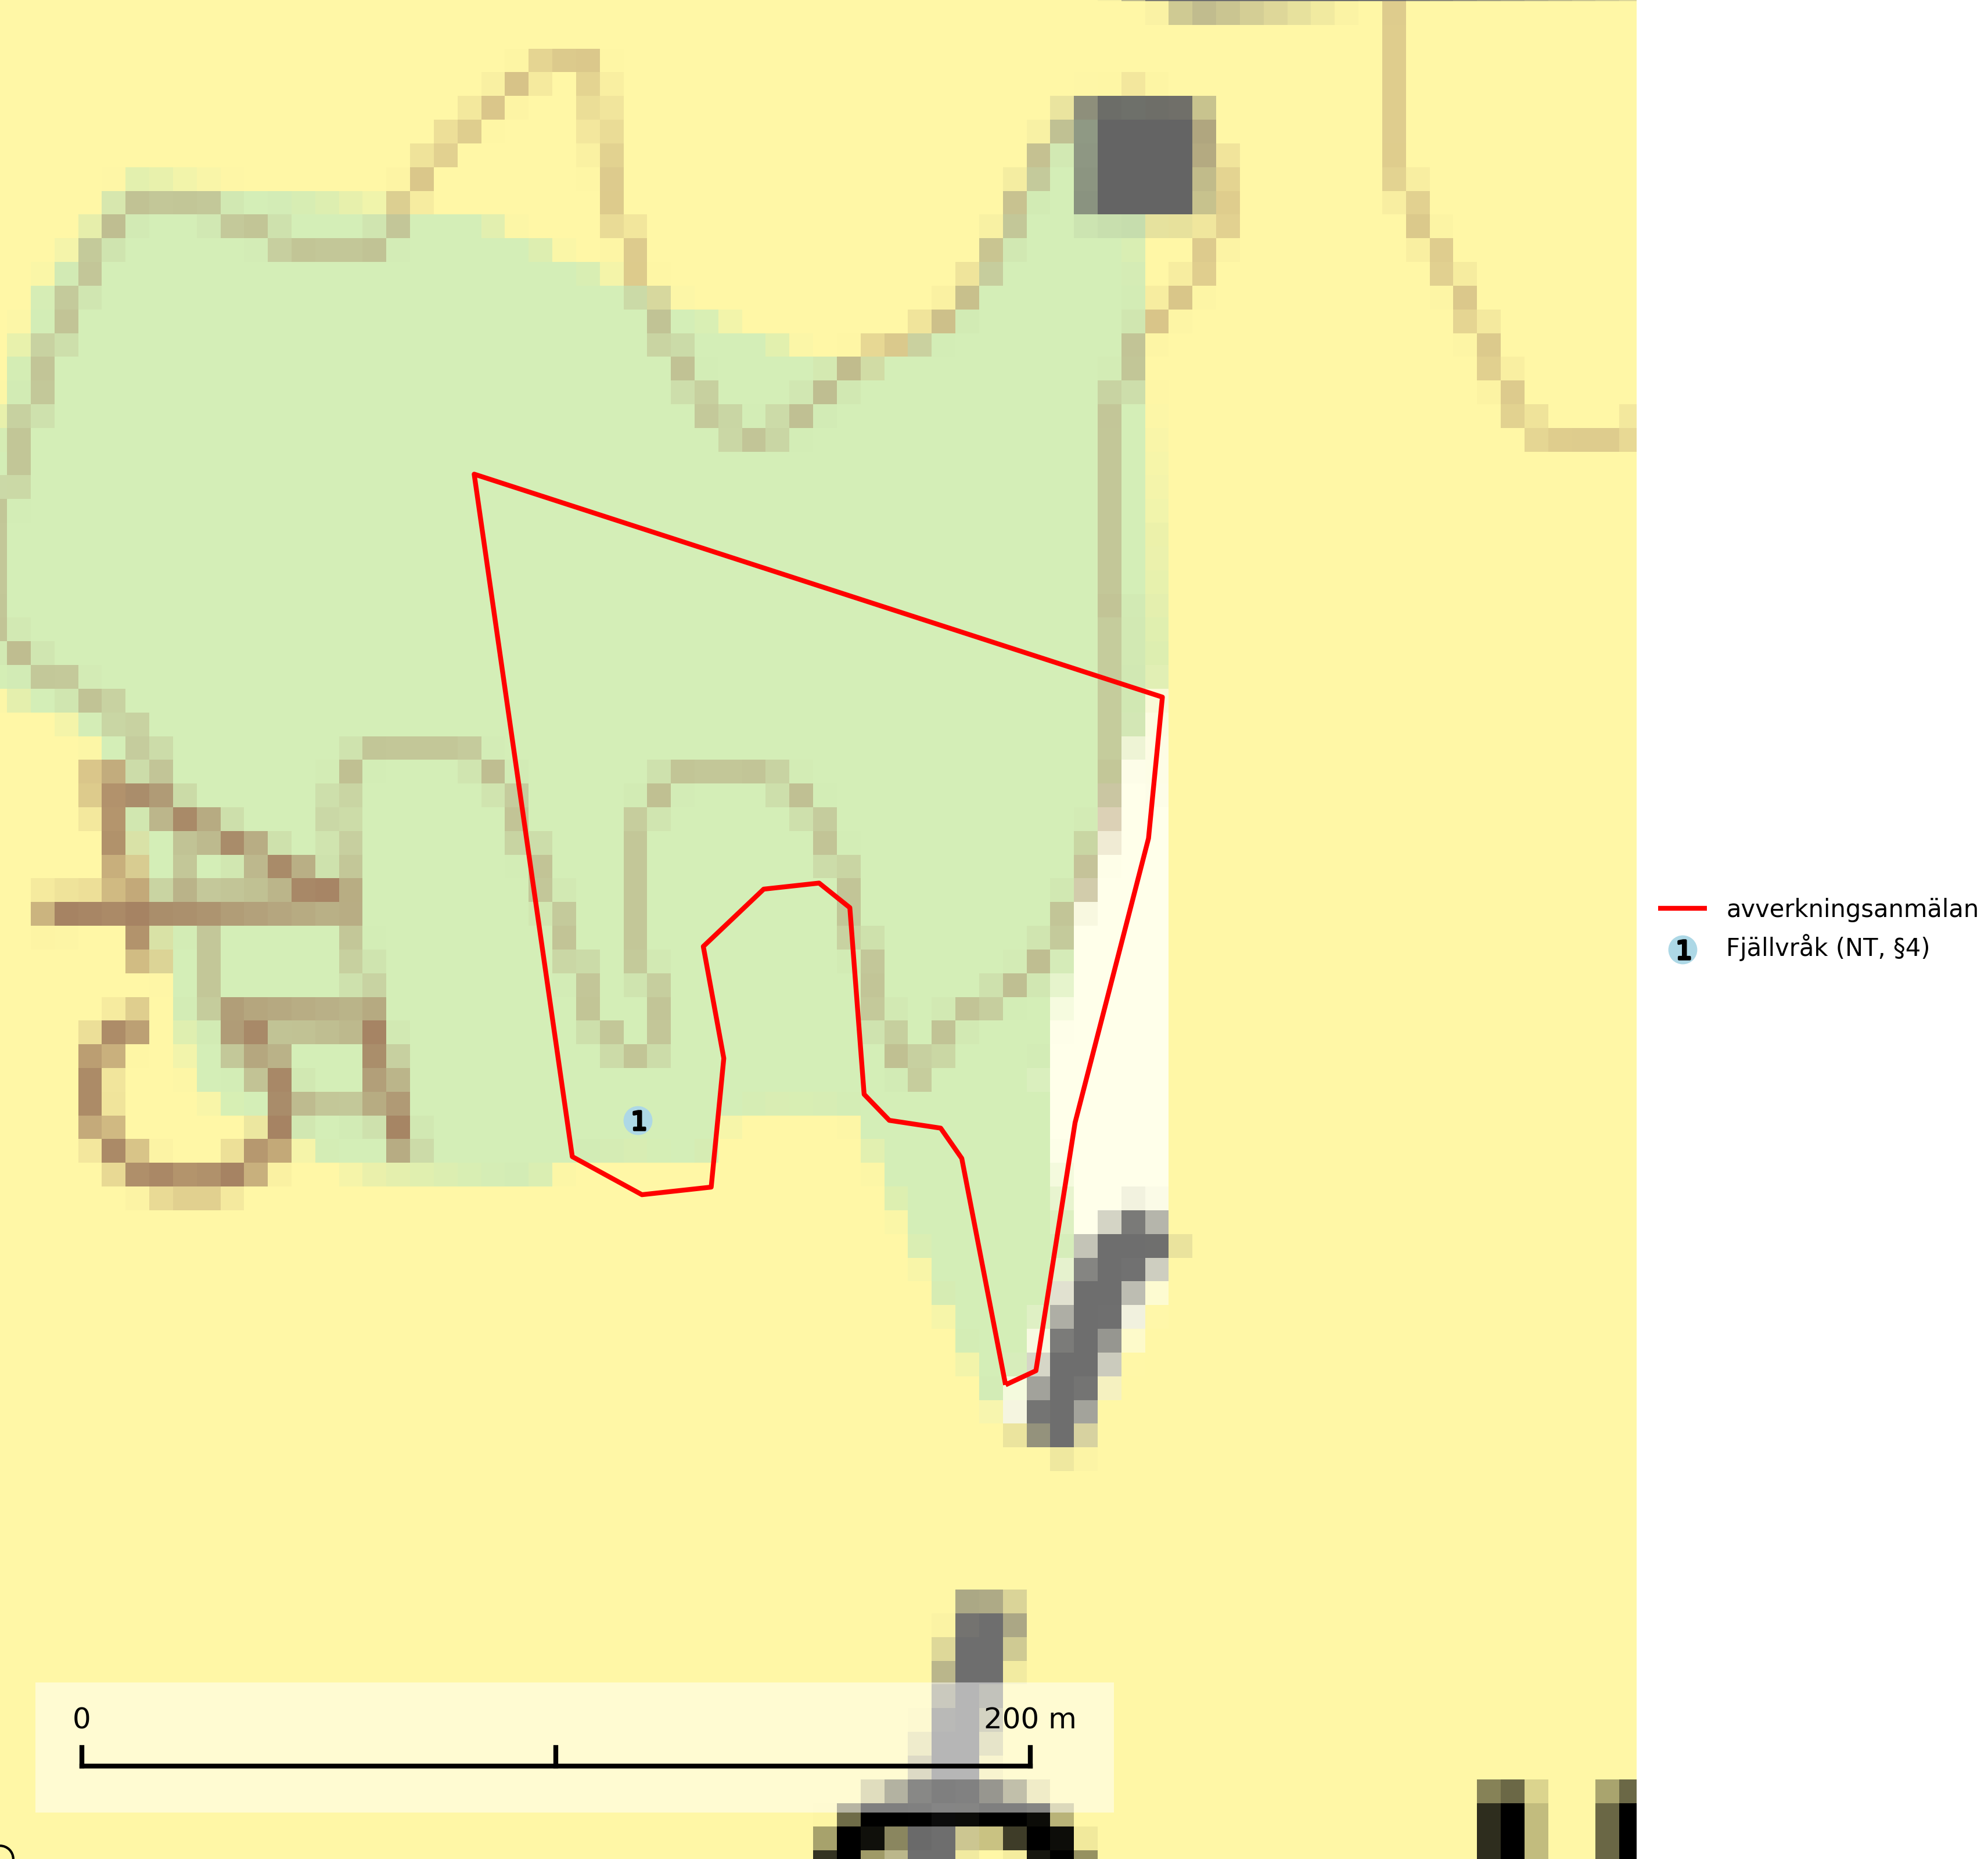 avverkningsanmälan
1 Fjällvråk (NT, §4)
1
0 200 m